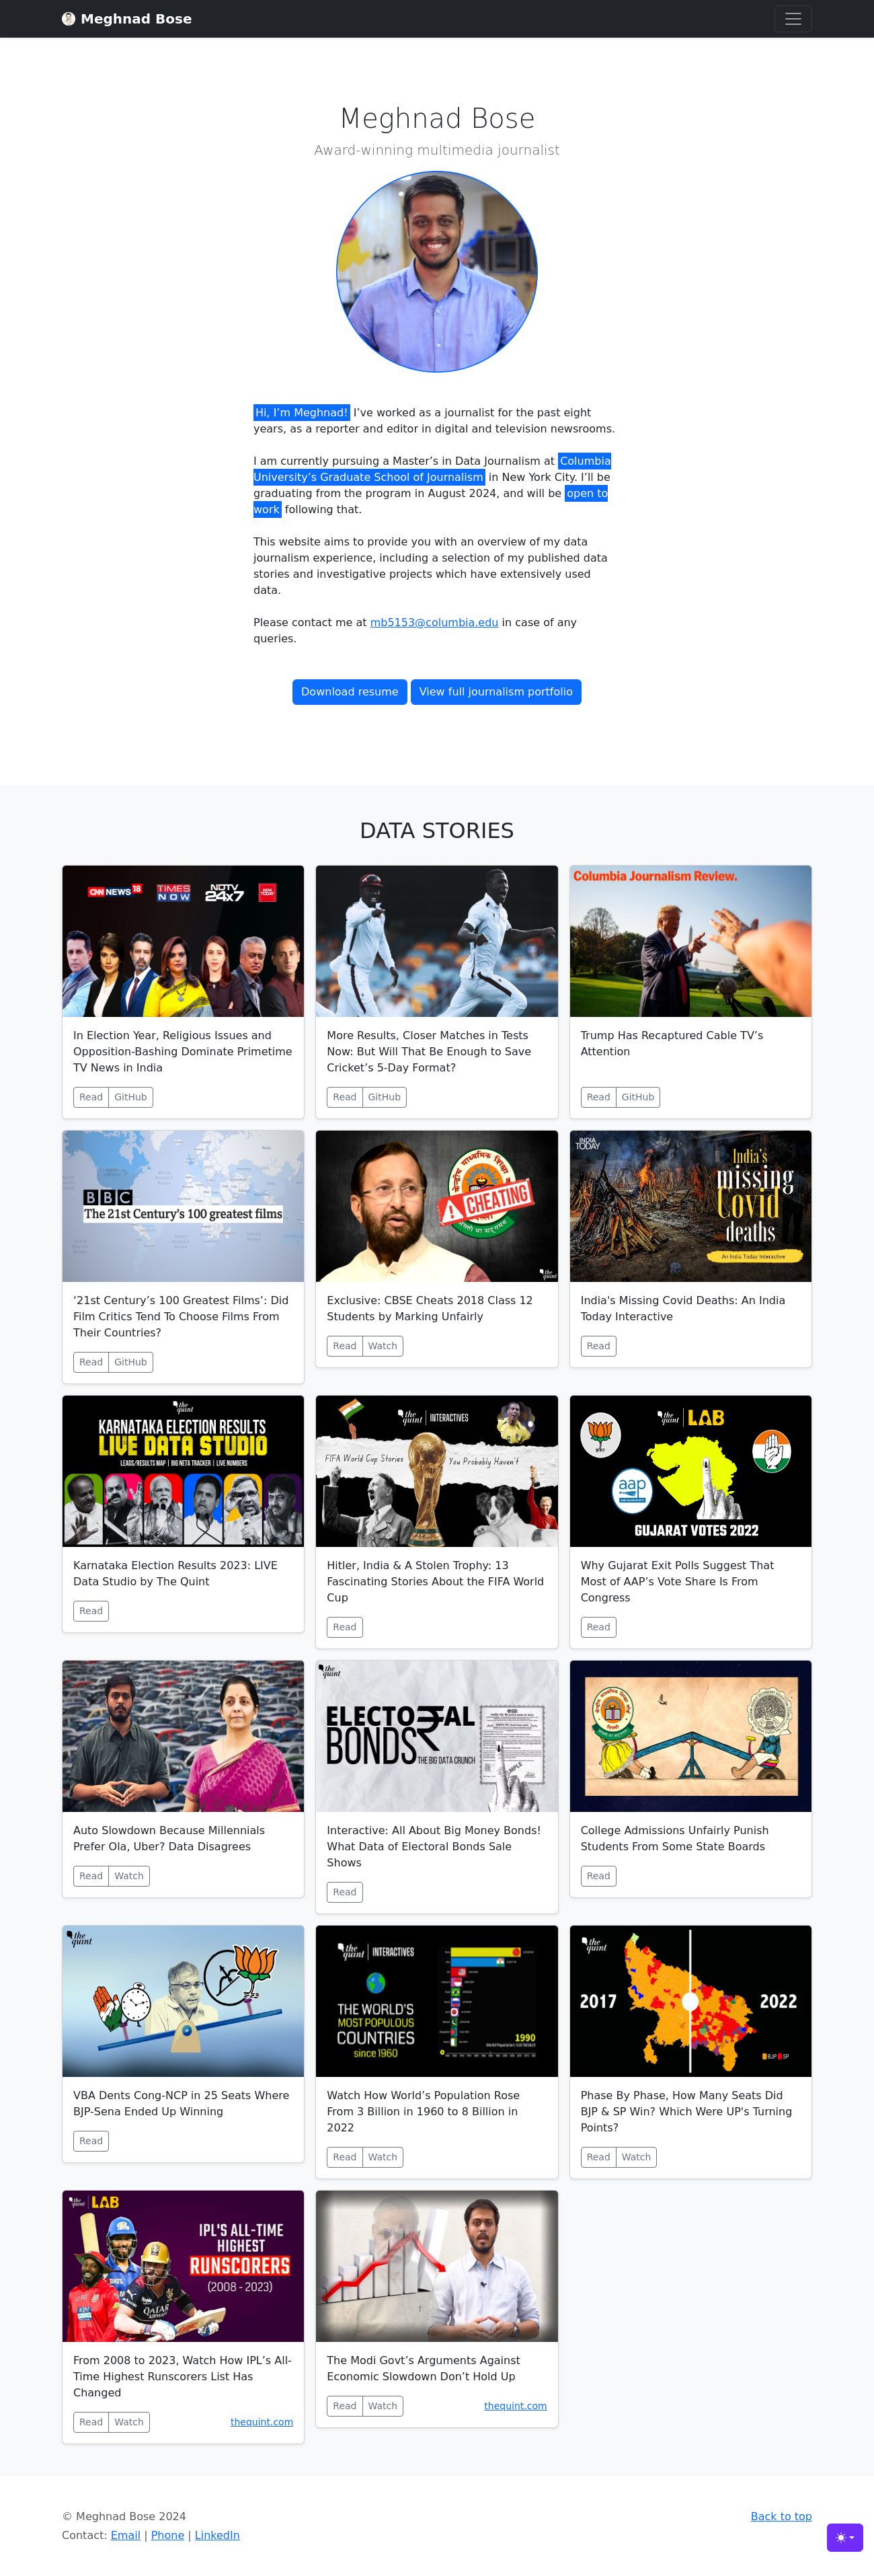 Meghnad Bose
Meghnad Bose
Award-winning multimedia journalist
Hi, I’m Meghnad! I’ve worked as a journalist for the past eight
years, as a reporter and editor in digital and television newsrooms.
I am currently pursuing a Master’s in Data Journalism at Columbia
University’s Graduate School of Journalism in New York City. I’ll be
graduating from the program in August 2024, and will be open to
work following that.
This website aims to provide you with an overview of my data
journalism experience, including a selection of my published data
stories and investigative projects which have extensively used
data.
Please contact me at mb5153@columbia.edu in case of any
queries.
Download resume View full journalism portfolio
DATA STORIES
CNN NEWS 18 TIMES NOW NDTV 24x7 INDIA TODAY
In Election Year, Religious Issues and
Opposition-Bashing Dominate Primetime
TV News in India
Read GitHub
More Results, Closer Matches in Tests
Now: But Will That Be Enough to Save
Cricket’s 5-Day Format?
Read GitHub
Columbia Journalism Review.
Trump Has Recaptured Cable TV’s
Attention
Read GitHub
BBC
The 21st Century’s 100 greatest films
‘21st Century’s 100 Greatest Films’: Did
Film Critics Tend To Choose Films From
Their Countries?
Read GitHub
CHEATING
the quint
Exclusive: CBSE Cheats 2018 Class 12
Students by Marking Unfairly
Read Watch
INDIA TODAY
India's
missing
Covid
deaths
An India Today Interactive
India's Missing Covid Deaths: An India
Today Interactive
Read
the quint
KARNATAKA ELECTION RESULTS
LIVE DATA STUDIO
LEADS/RESULTS MAP | BIG NETA TRACKER | LIVE NUMBERS
Karnataka Election Results 2023: LIVE
Data Studio by The Quint
Read
the quint INTERACTIVES
FIFA World Cup Stories You Probably Haven't
Hitler, India & A Stolen Trophy: 13
Fascinating Stories About the FIFA World
Cup
Read
the quint LAB
aap
GUJARAT VOTES 2022
Why Gujarat Exit Polls Suggest That
Most of AAP’s Vote Share Is From
Congress
Read
Auto Slowdown Because Millennials
Prefer Ola, Uber? Data Disagrees
Read Watch
the quint
ELECTO₹AL
BONDS
THE BIG DATA CRUNCH
SAMPLE
Interactive: All About Big Money Bonds!
What Data of Electoral Bonds Sale
Shows
Read
College Admissions Unfairly Punish
Students From Some State Boards
Read
the quint
VBA Dents Cong-NCP in 25 Seats Where
BJP-Sena Ended Up Winning
Read
the quint INTERACTIVES
THE WORLD'S
MOST POPULOUS
COUNTRIES
since 1960
1990
Watch How World’s Population Rose
From 3 Billion in 1960 to 8 Billion in
2022
Read Watch
the quint
2017 2022
BJP SP
Phase By Phase, How Many Seats Did
BJP & SP Win? Which Were UP's Turning
Points?
Read Watch
the quint LAB
IPL'S ALL-TIME
HIGHEST
RUNSCORERS
(2008 - 2023)
QATAR
From 2008 to 2023, Watch How IPL’s All-
Time Highest Runscorers List Has
Changed
Read Watch thequint.com
The Modi Govt’s Arguments Against
Economic Slowdown Don’t Hold Up
Read Watch thequint.com
© Meghnad Bose 2024
Back to top
Contact: Email | Phone | LinkedIn